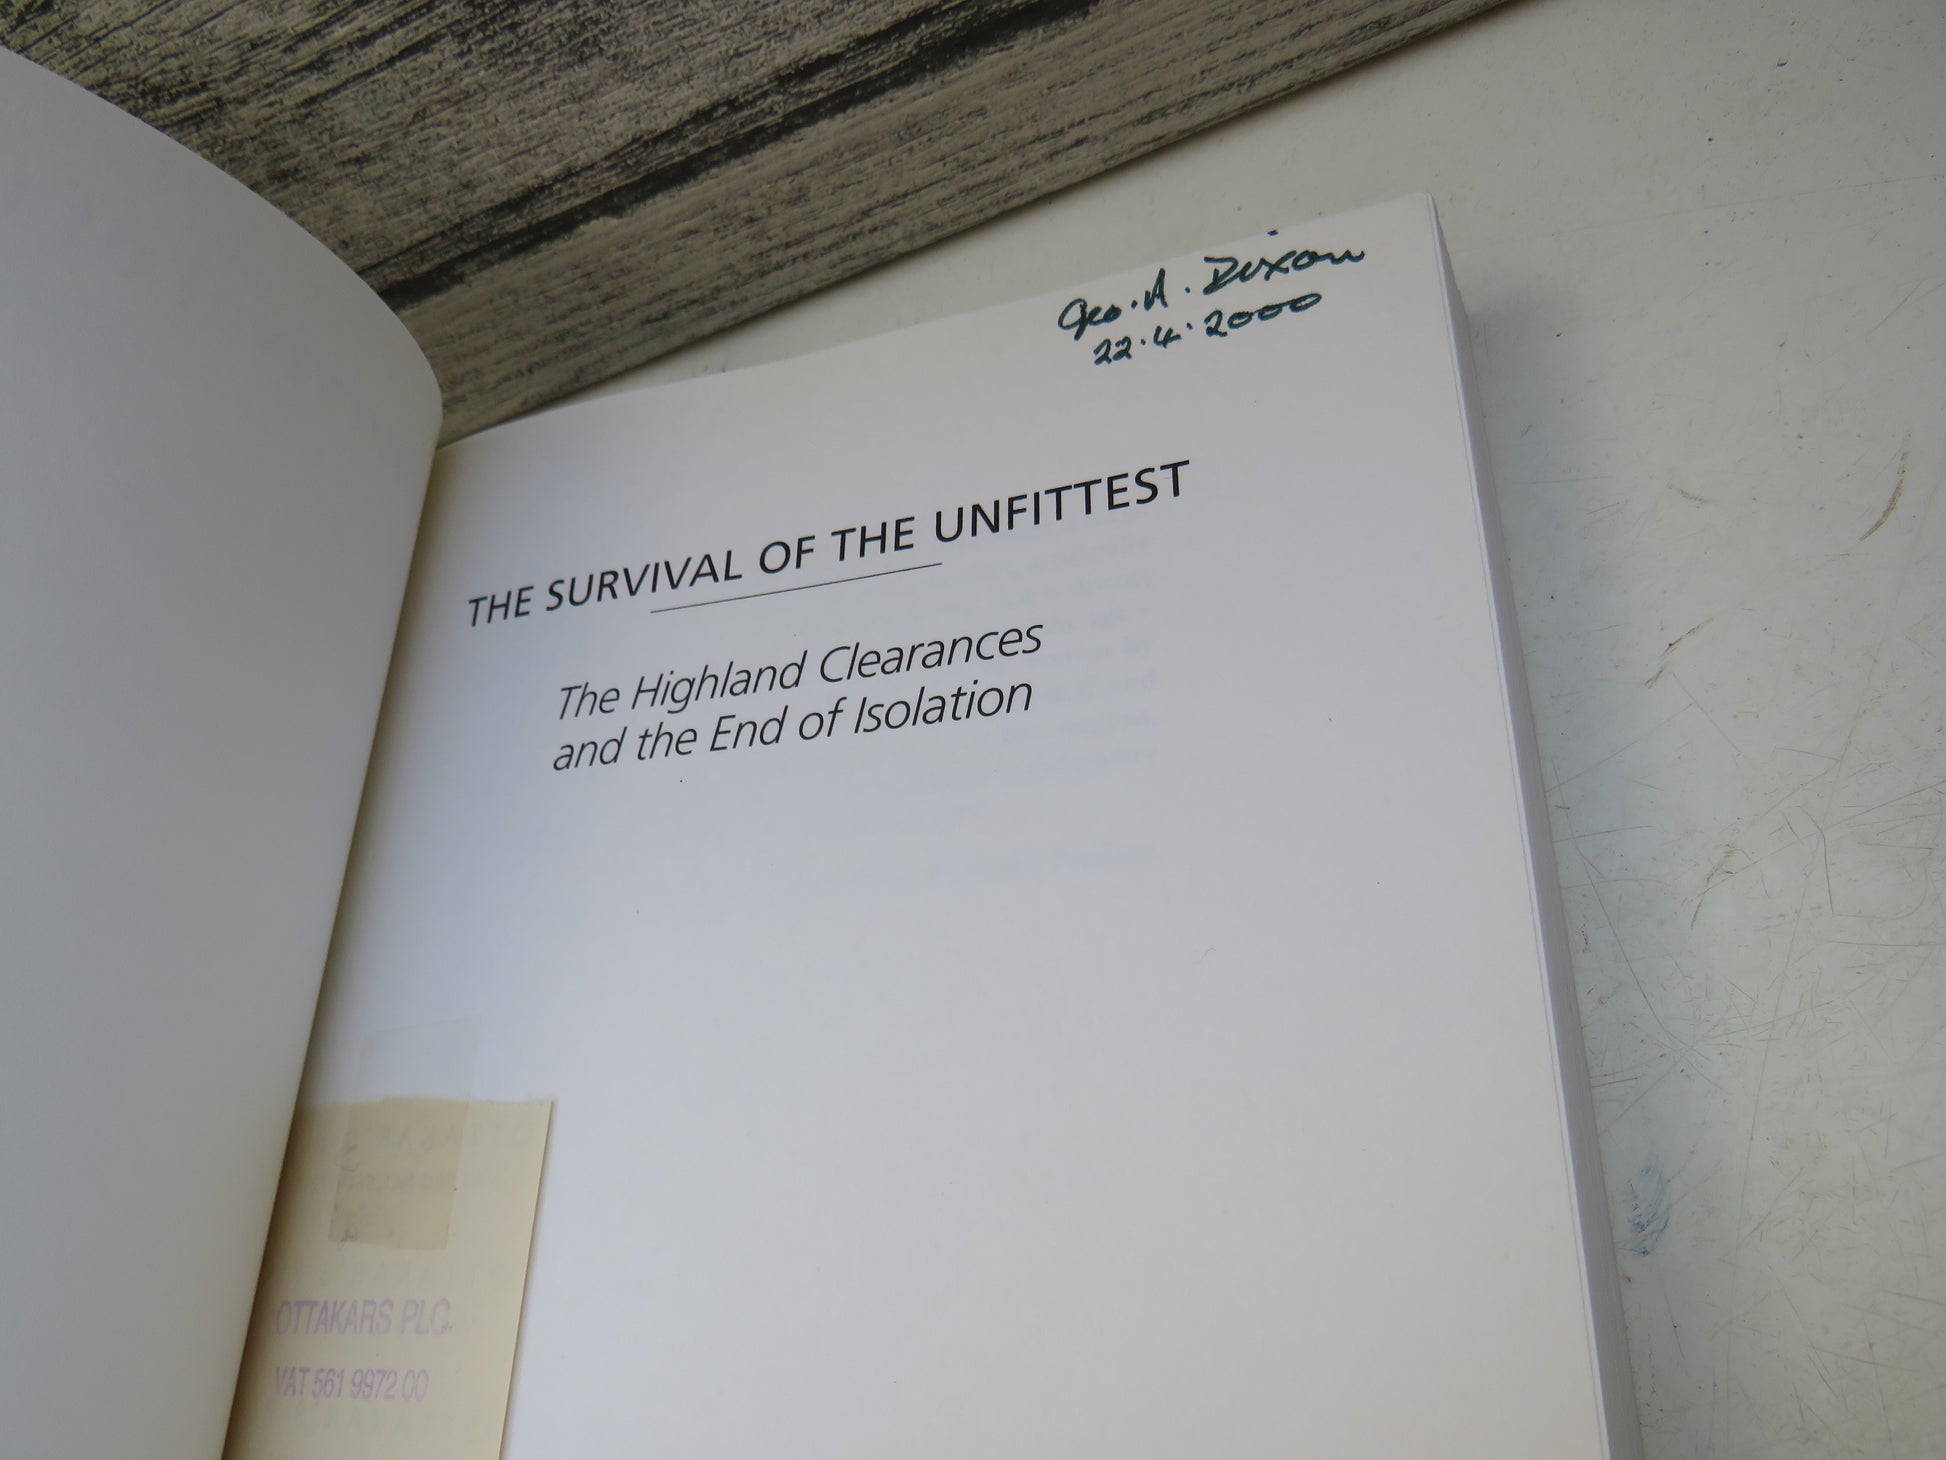 Geo. A. Dixon
22.4.2000
THE SURVIVAL OF THE UNFITTEST
The Highland Clearances
and the End of Isolation
OTTAKARS PLC.
VAT 561 9972 00